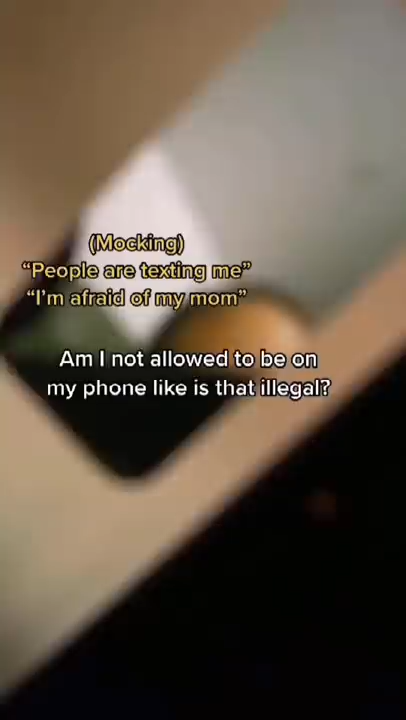 (Mocking)
“People are texting me”
“I'm afraid of my mom”
Am I not allowed to be on
my phone like is that illegal?